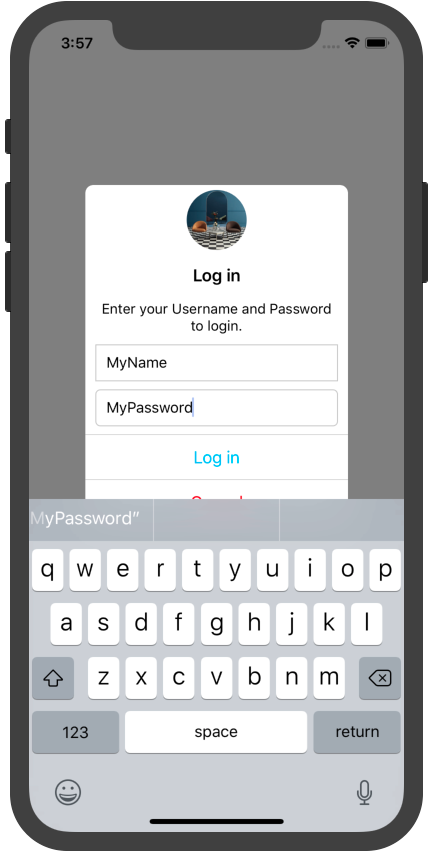 3:57
Log in
Enter your Username and Password
to login.
MyName
MyPassword
Log in
MyPassword”
q w e r t y u i o p
a s d f g h j k l
z x c v b n m
123 space return